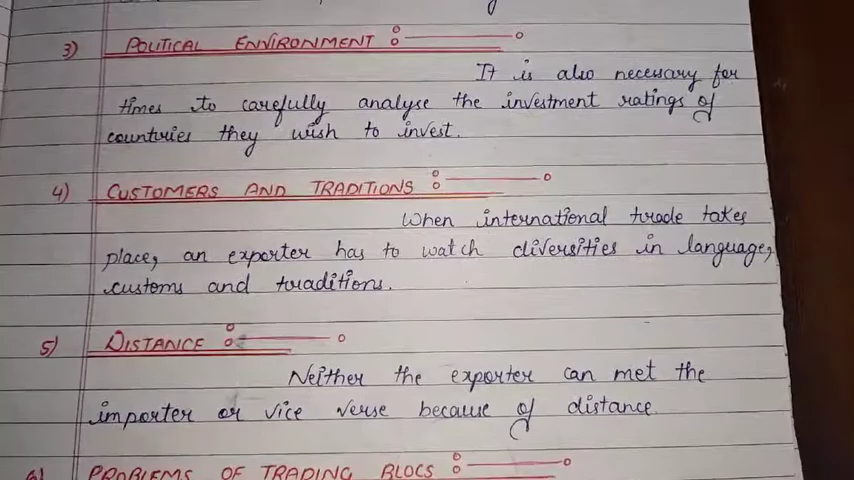 3) POLITICAL ENVIRONMENT
It is also necessary for
times to carefully analyse the investment ratings of
countries they wish to invest.
4) CUSTOMERS AND TRADITIONS
When international trade takes
place, an exporter has to watch diversities in language,
customs and traditions.
5) DISTANCE
Neither the exporter can met the
importer or vice verse because of distance.
6) PROBLEMS OF TRADING BLOCS